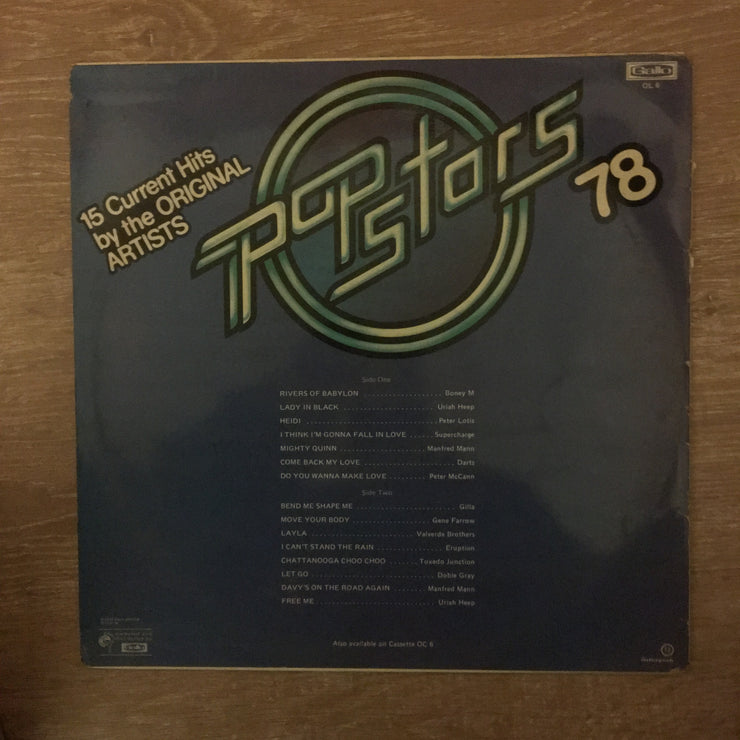 Gallo
OL 6
15 Current Hits
by the ORIGINAL
ARTISTS
Pop stars 78
Side One
RIVERS OF BABYLON .................. Boney M
LADY IN BLACK ...................... Uriah Heep
HEIDI ............................... Peter Lotis
I THINK I'M GONNA FALL IN LOVE ...... Supercharge
MIGHTY QUINN .................... Manfred Mann
COME BACK MY LOVE ...................... Darts
DO YOU WANNA MAKE LOVE .......... Peter McCann
Side Two
BEND ME SHAPE ME ......................... Gilla
MOVE YOUR BODY ................... Gene Farrow
LAYLA .......................... Valverde Brothers
I CAN'T STAND THE RAIN ................. Eruption
CHATTANOOGA CHOO CHOO ........ Tuxedo Junction
LET GO .............................. Doble Gray
DAVY'S ON THE ROAD AGAIN ......... Manfred Mann
FREE ME ............................ Uriah Heep
Also available on Cassette OC 6
Gallo